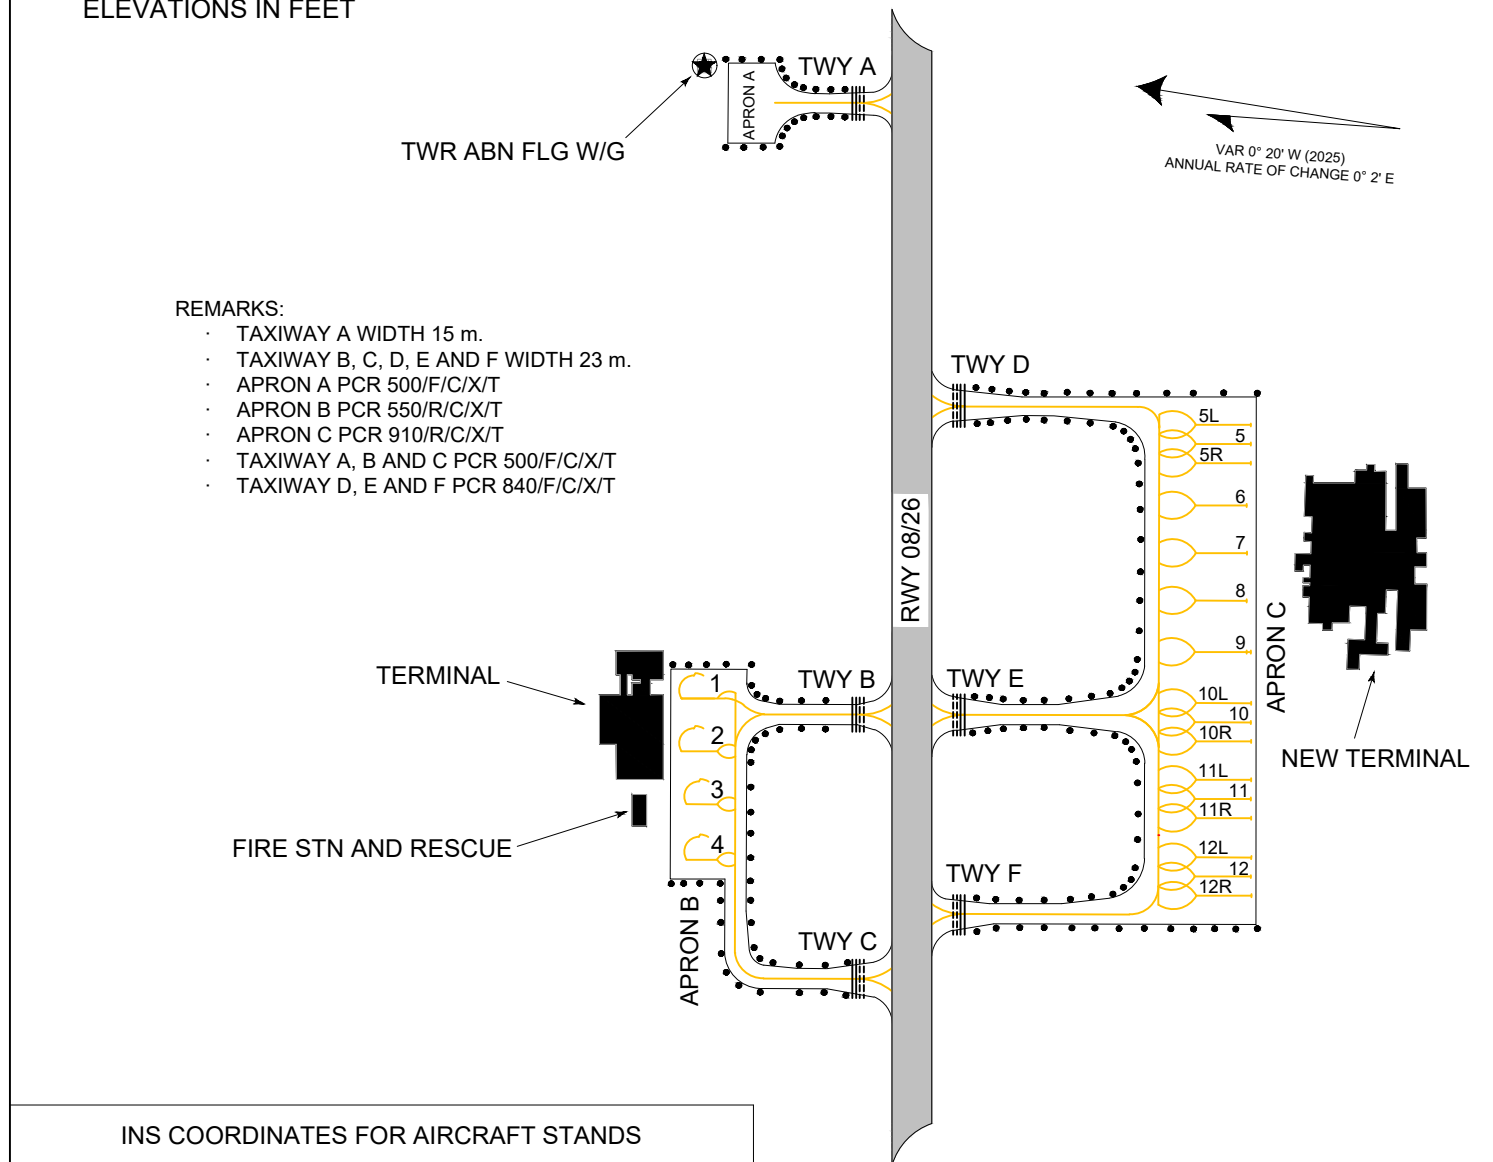 ELEVATIONS IN FEET
TWY A
APRON A
TWR ABN FLG W/G
VAR 0° 20' W (2025)
ANNUAL RATE OF CHANGE 0° 2' E
REMARKS:
· TAXIWAY A WIDTH 15 m.
· TAXIWAY B, C, D, E AND F WIDTH 23 m.
· APRON A PCR 500/F/C/X/T
· APRON B PCR 550/R/C/X/T
· APRON C PCR 910/R/C/X/T
· TAXIWAY A, B AND C PCR 500/F/C/X/T
· TAXIWAY D, E AND F PCR 840/F/C/X/T
TWY D
5L
5
5R
6
7
8
9
10L
10
10R
11L
11
11R
12L
12
12R
RWY 08/26
APRON C
NEW TERMINAL
TERMINAL
TWY B
TWY E
1
2
3
4
FIRE STN AND RESCUE
TWY F
APRON B
TWY C
INS COORDINATES FOR AIRCRAFT STANDS